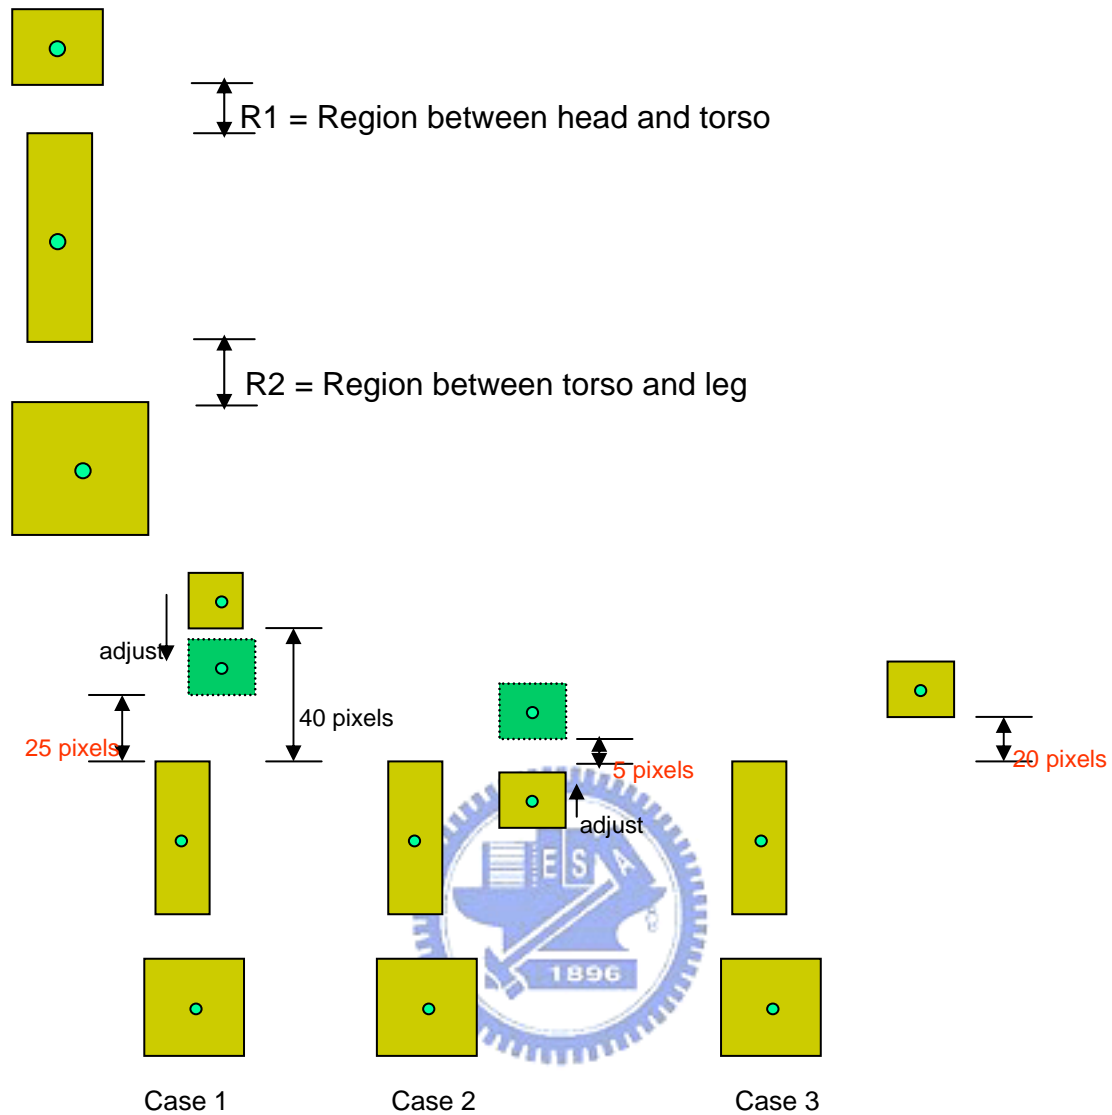 R1 = Region between head and torso
R2 = Region between torso and leg
adjust
40 pixels
25 pixels
5 pixels
20 pixels
adjust
E S A
1896
Case 1
Case 2
Case 3